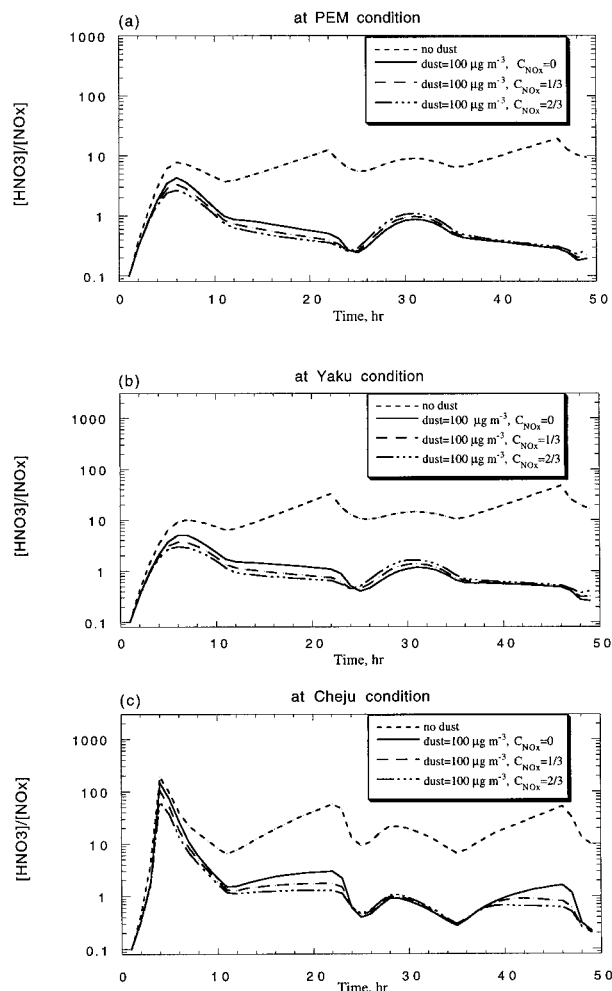 (a)
at PEM condition
1000
100
10
1
0.1
[HNO3]/[NOx]
no dust
dust=100 μg m⁻³, C_NOx=0
dust=100 μg m⁻³, C_NOx=1/3
dust=100 μg m⁻³, C_NOx=2/3
0 10 20 30 40 50
Time, hr
(b)
at Yaku condition
1000
100
10
1
0.1
[HNO3]/[NOx]
no dust
dust=100 μg m⁻³, C_NOx=0
dust=100 μg m⁻³, C_NOx=1/3
dust=100 μg m⁻³, C_NOx=2/3
0 10 20 30 40 50
Time, hr
(c)
at Cheju condition
1000
100
10
1
0.1
[HNO3]/[NOx]
no dust
dust=100 μg m⁻³, C_NOx=0
dust=100 μg m⁻³, C_NOx=1/3
dust=100 μg m⁻³, C_NOx=2/3
0 10 20 30 40 50
Time, hr